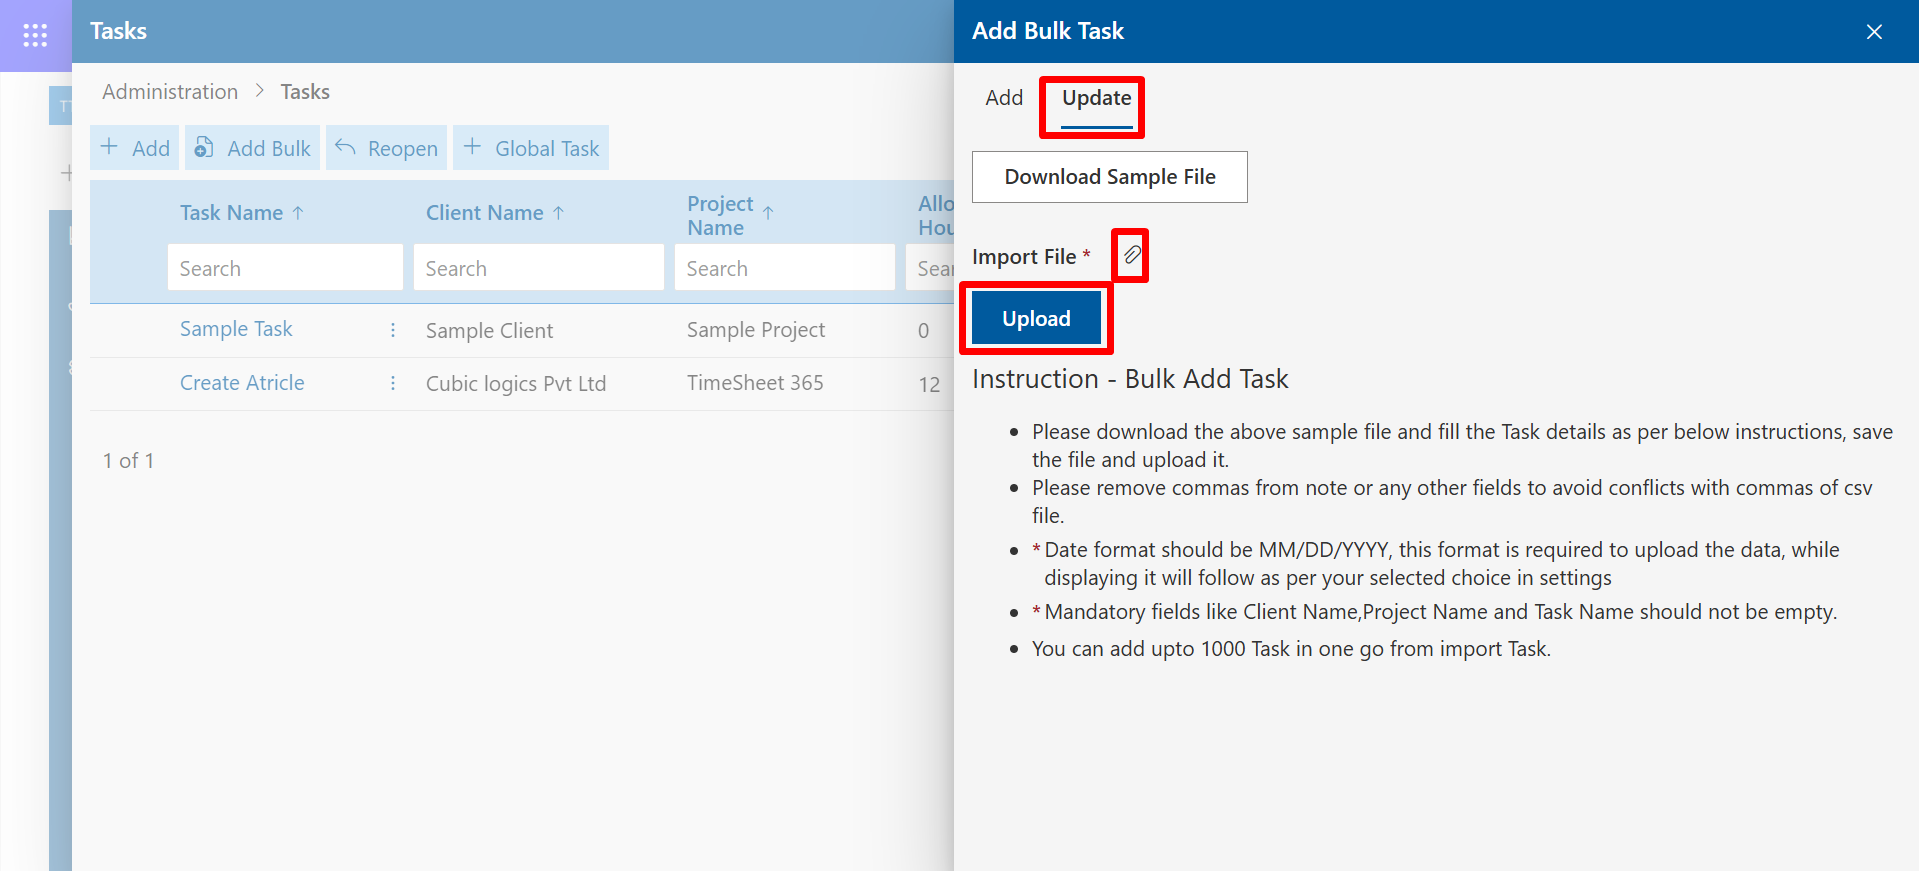 Tasks
Administration > Tasks
Add
Add Bulk
Reopen
Global Task
Task Name ↑
Client Name ↑
Project
Name ↑
Search
Search
Search
Sample Task
Sample Client
Sample Project
0
Create Atricle
Cubic logics Pvt Ltd
TimeSheet 365
12
1 of 1
Add Bulk Task
Add
Update
Download Sample File
Import File *
Upload
Instruction - Bulk Add Task
• Please download the above sample file and fill the Task details as per below instructions, save
the file and upload it.
• Please remove commas from note or any other fields to avoid conflicts with commas of csv
file.
• * Date format should be MM/DD/YYYY, this format is required to upload the data, while
displaying it will follow as per your selected choice in settings
• * Mandatory fields like Client Name,Project Name and Task Name should not be empty.
• You can add upto 1000 Task in one go from import Task.